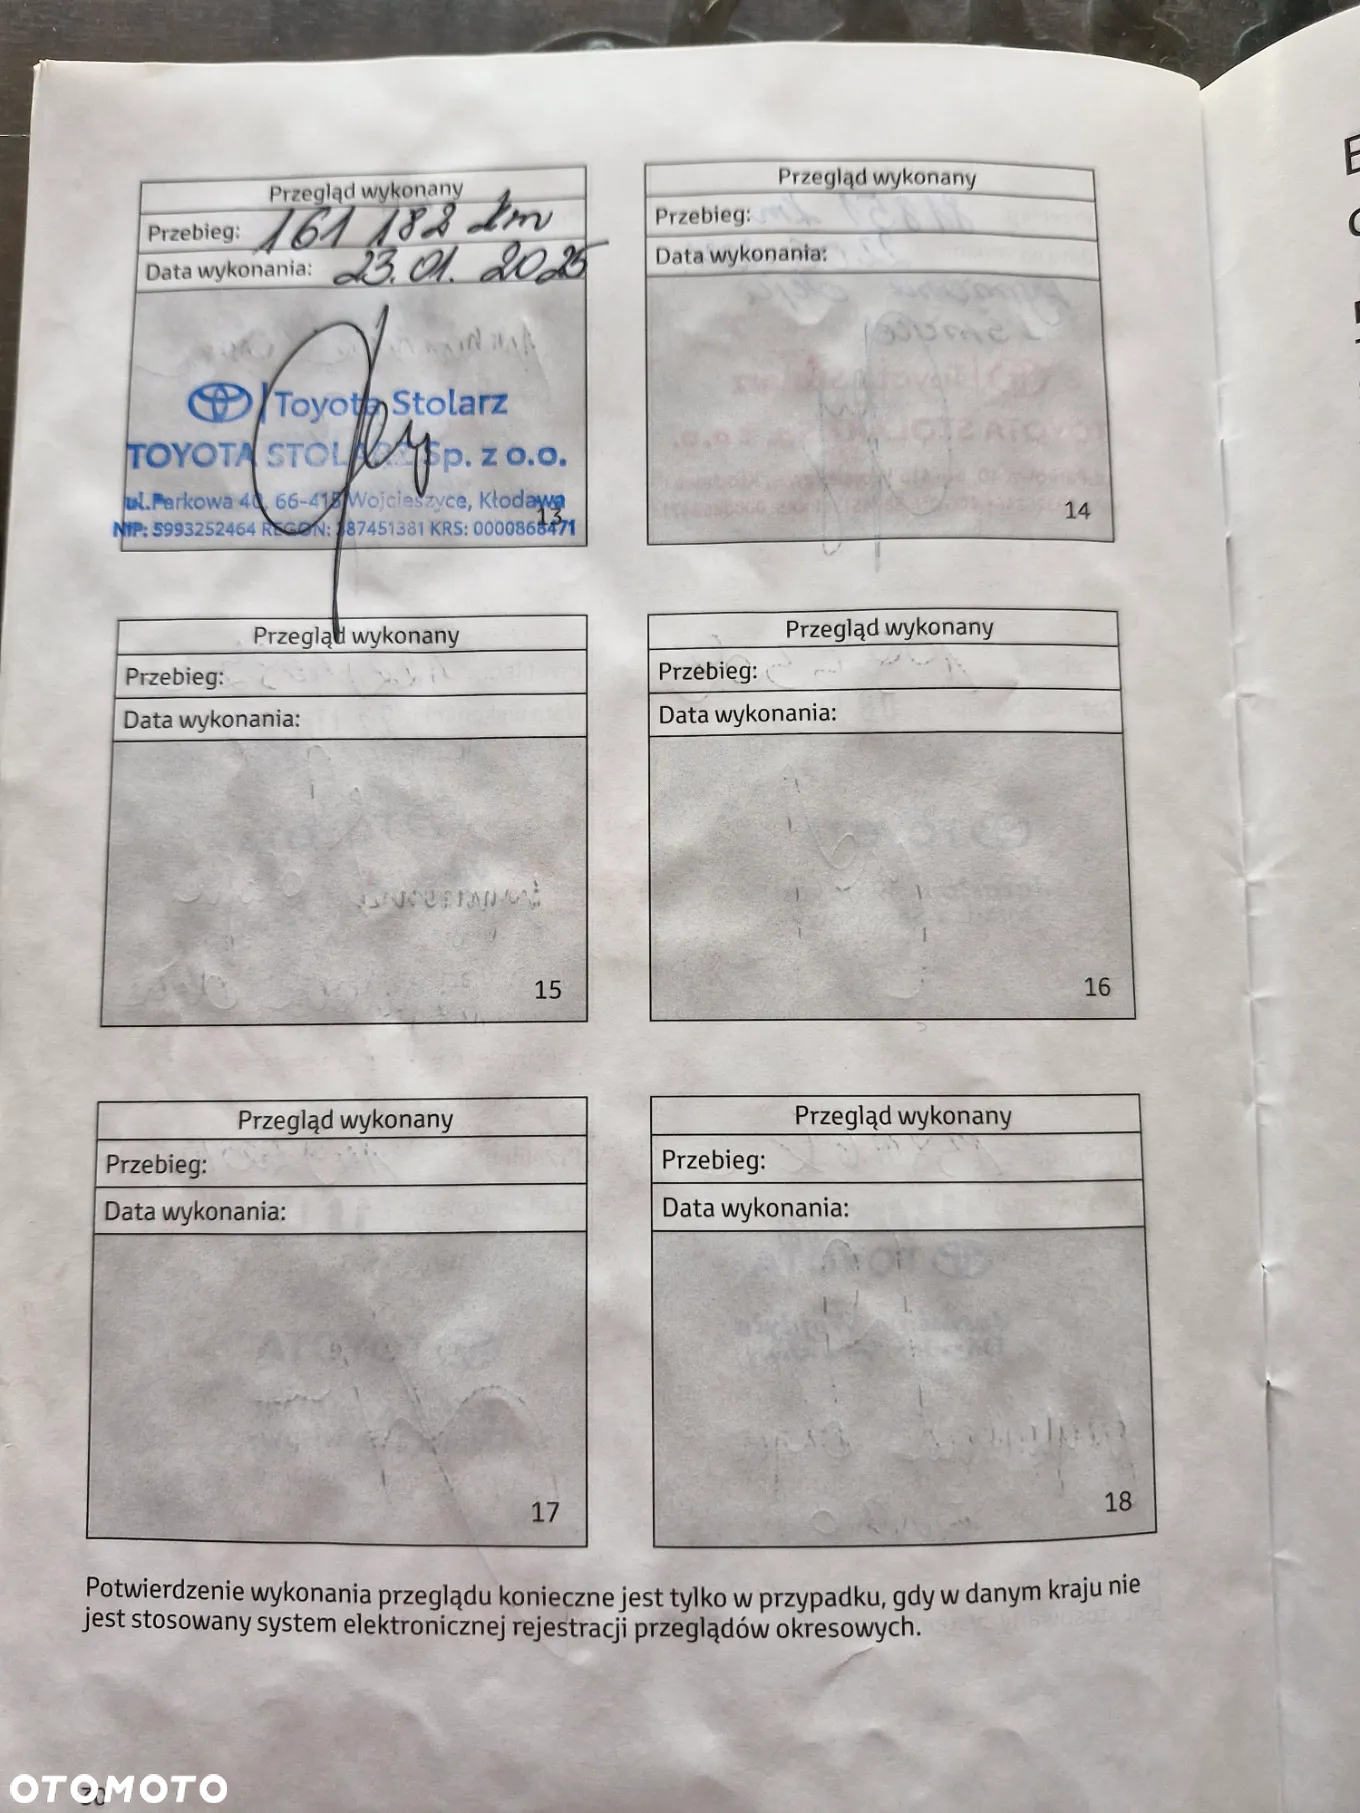 Przegląd wykonany
Przebieg: 161 182 km
Data wykonania: 23.01.2025
Toyota Stolarz
TOYOTA STOLARZ Sp. z o.o.
ul.Parkowa 40, 66-415 Wojcieszyce, Kłodawa
NIP: 5993252464 REGON: 387451381 KRS: 0000868471
13
Przegląd wykonany
Przebieg:
Data wykonania:
14
Przegląd wykonany
Przebieg:
Data wykonania:
15
Przegląd wykonany
Przebieg:
Data wykonania:
16
Przegląd wykonany
Przebieg:
Data wykonania:
17
Przegląd wykonany
Przebieg:
Data wykonania:
18
Potwierdzenie wykonania przeglądu konieczne jest tylko w przypadku, gdy w danym kraju nie
jest stosowany system elektronicznej rejestracji przeglądów okresowych.
30
OTOMOTO